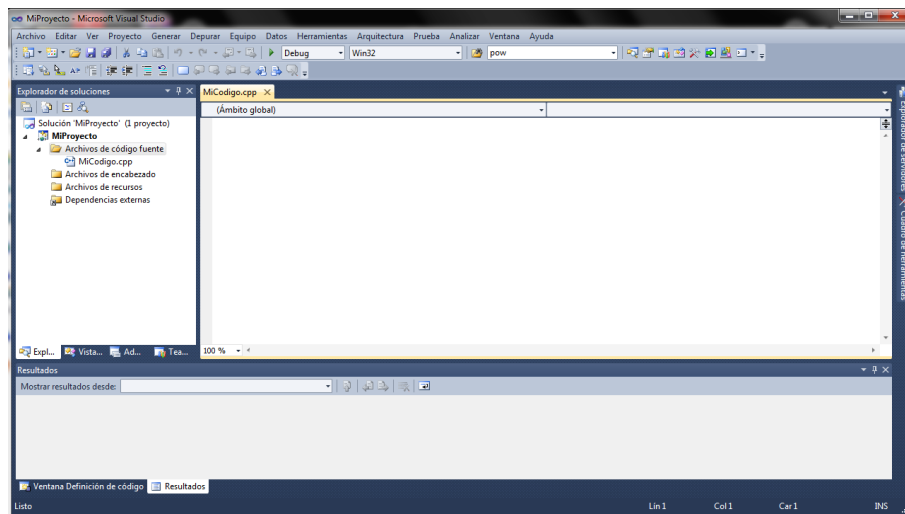 MiProyecto - Microsoft Visual Studio
Archivo Editar Ver Proyecto Generar Depurar Equipo Datos Herramientas Arquitectura Prueba Analizar Ventana Ayuda
Debug Win32 pow
Explorador de soluciones
MiCodigo.cpp
(Ámbito global)
Solución 'MiProyecto' (1 proyecto)
MiProyecto
Archivos de código fuente
MiCodigo.cpp
Archivos de encabezado
Archivos de recursos
Dependencias externas
Explorador de servidores
Cuadro de herramientas
Expl... Vista... Ad... Tea...
100 %
Resultados
Mostrar resultados desde:
Ventana Definición de código Resultados
Listo Lín 1 Col 1 Car 1 INS